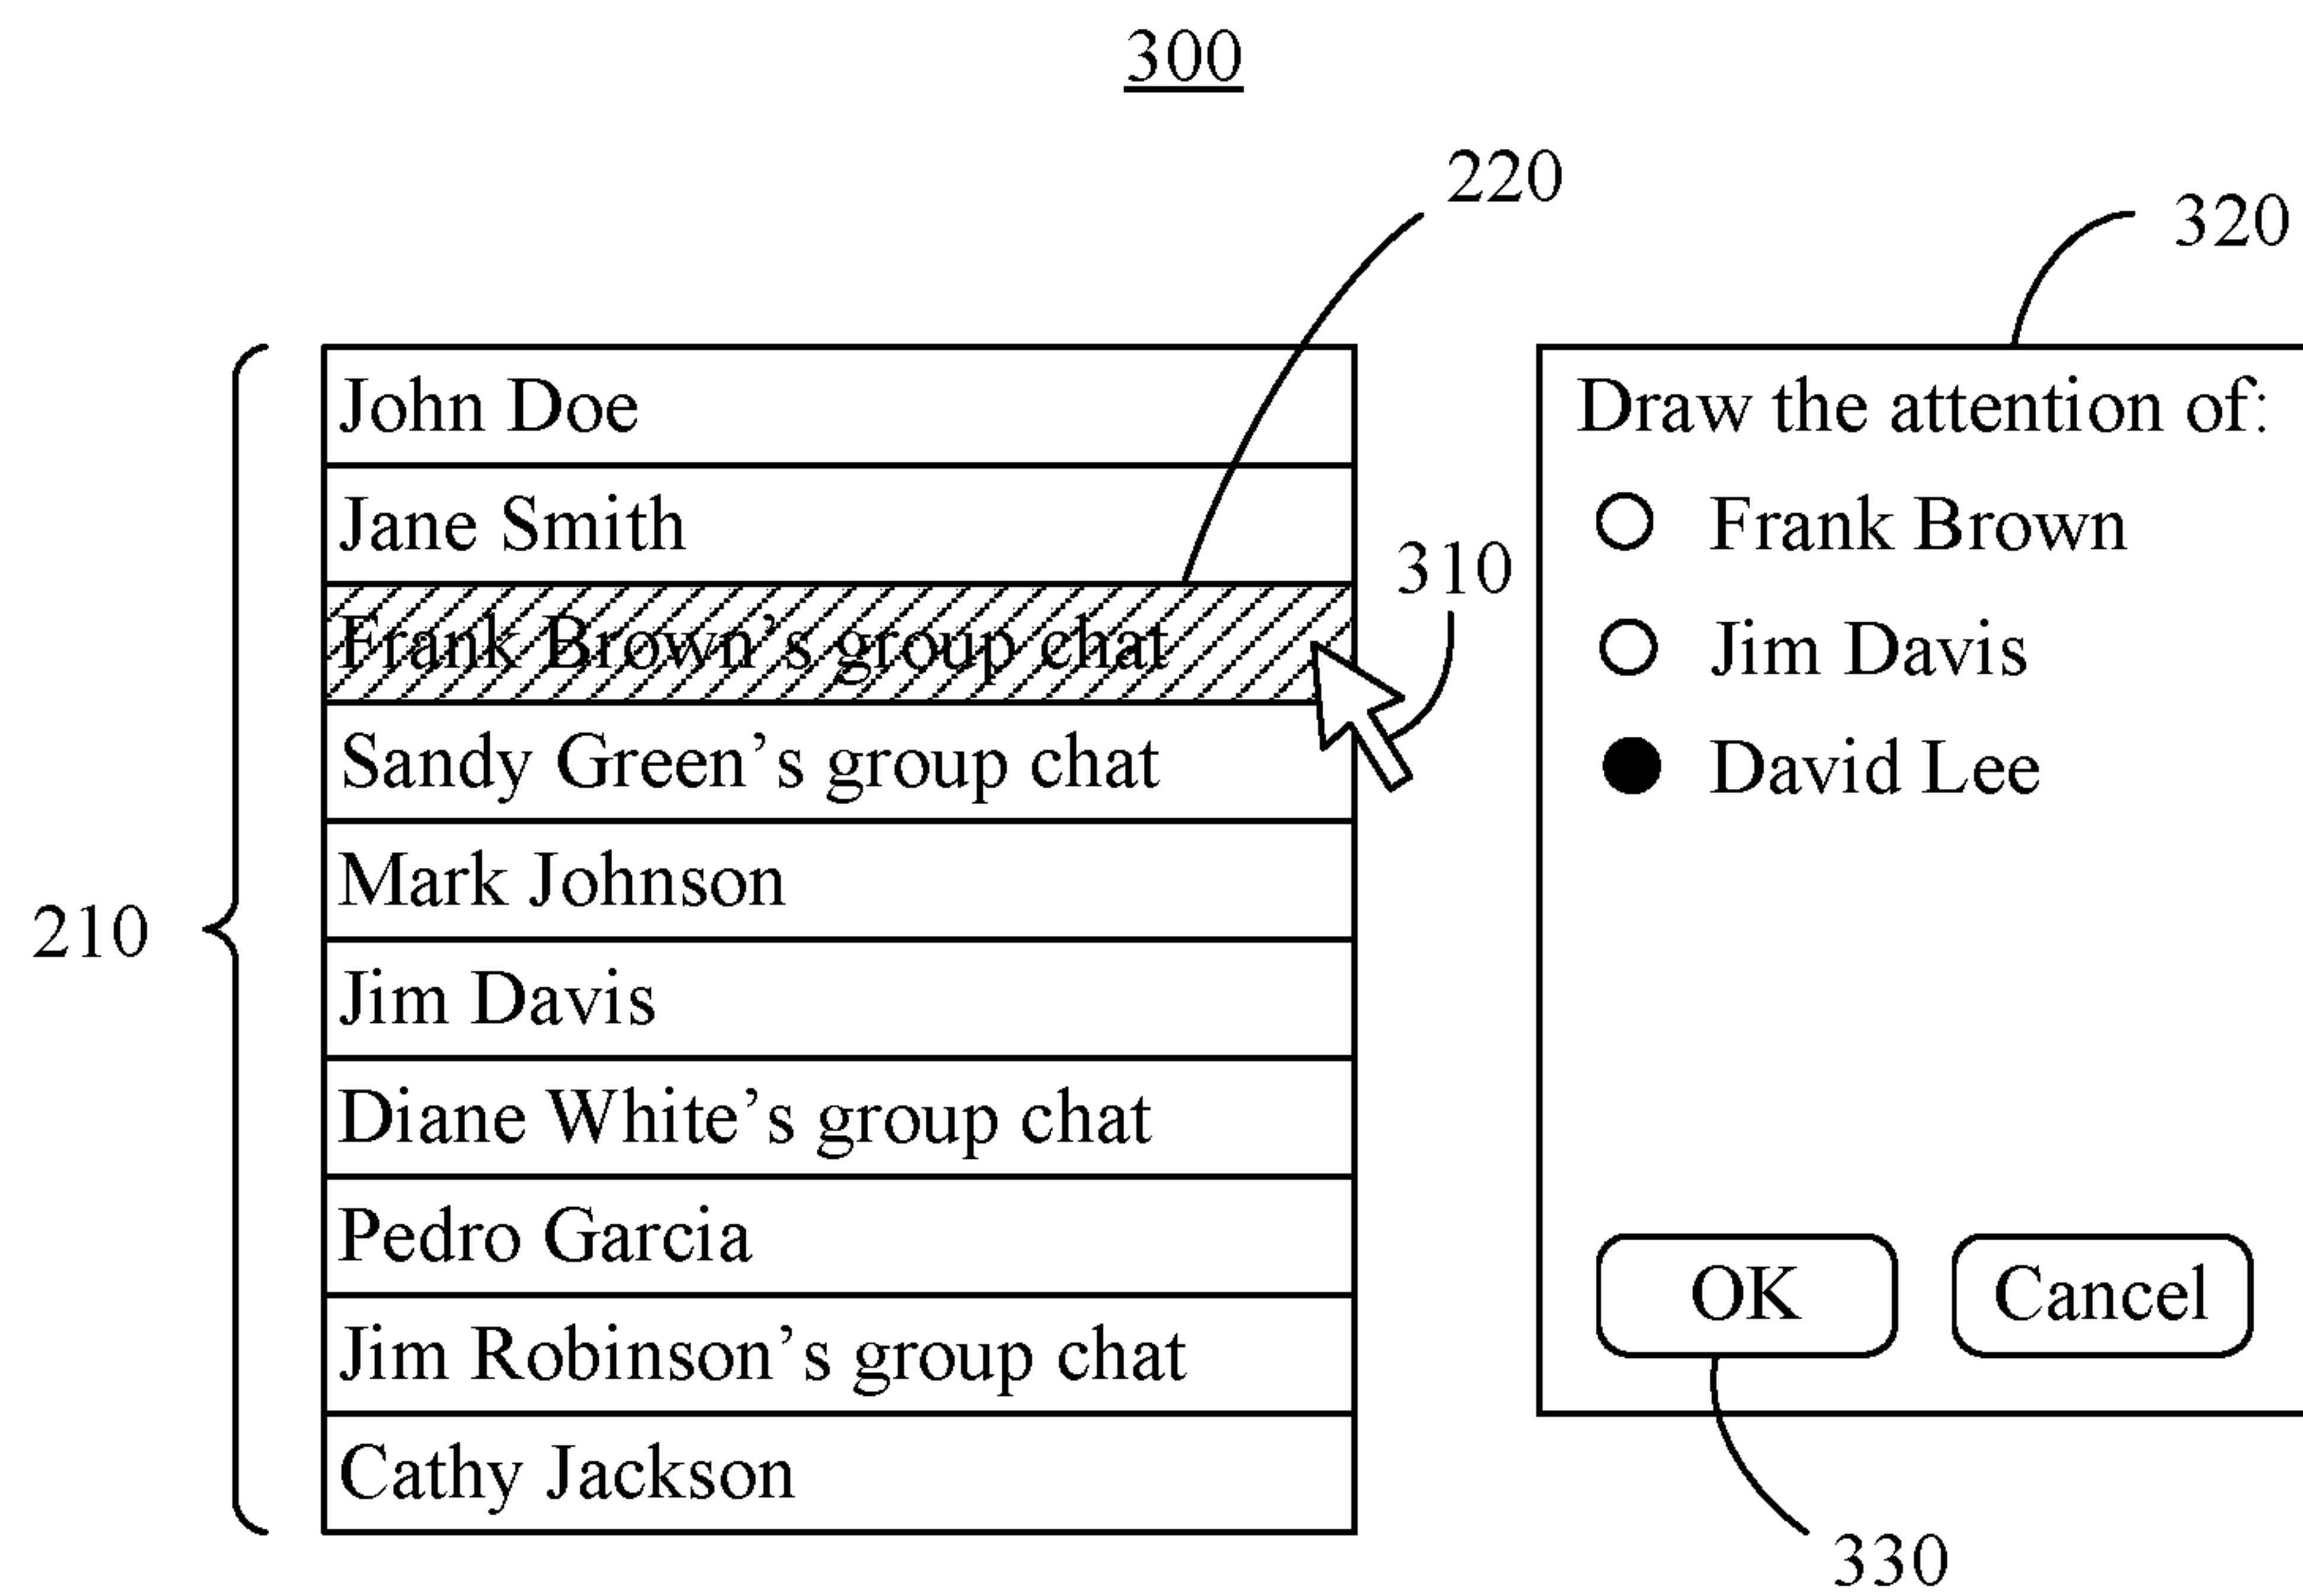 300
220
320
John Doe
Jane Smith
Frank Brown’s group chat
Sandy Green’s group chat
Mark Johnson
Jim Davis
Diane White’s group chat
Pedro Garcia
Jim Robinson’s group chat
Cathy Jackson
210
310
Draw the attention of:
Frank Brown
Jim Davis
David Lee
OK
Cancel
330